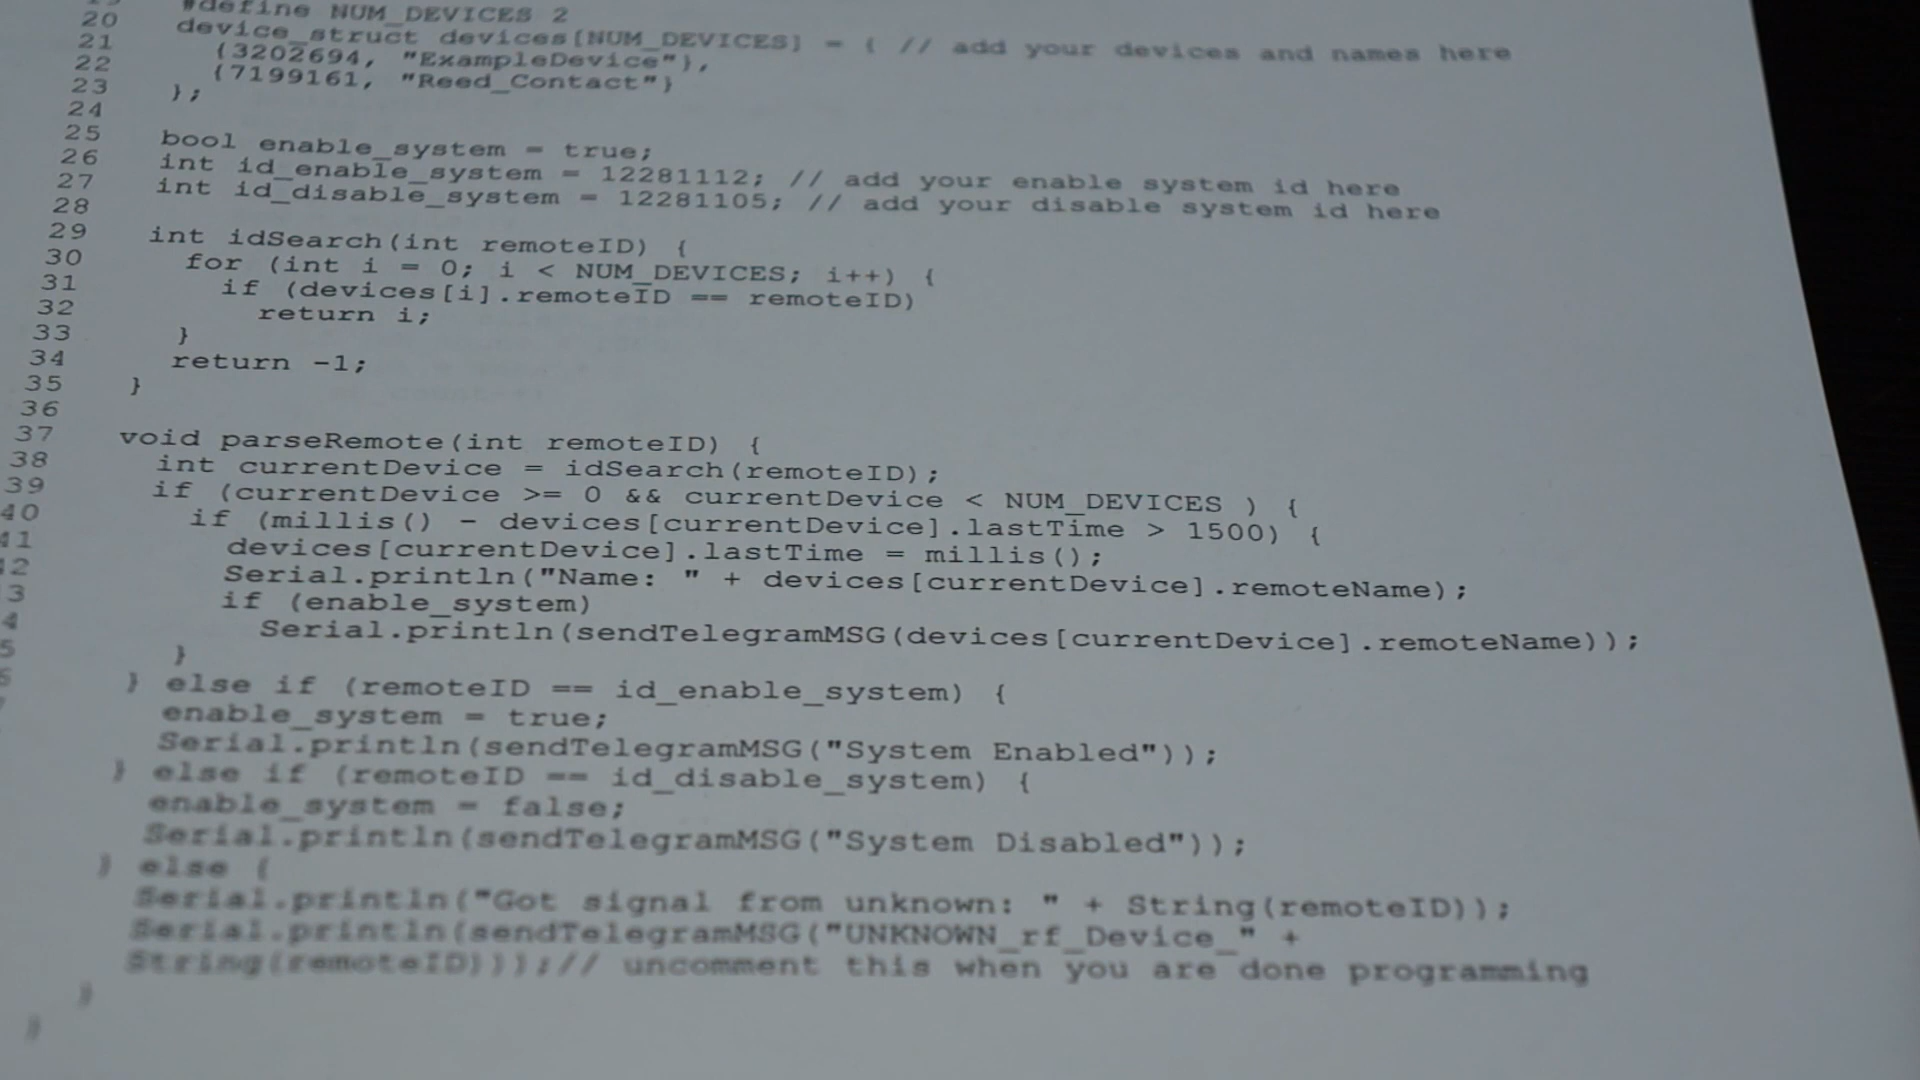 20 #define NUM_DEVICES 2
21 device_struct devices[NUM_DEVICES] = { // add your devices and names here
22 {3202694, "ExampleDevice"},
23 {7199161, "Reed_Contact"}
24 };
25
26 bool enable_system = true;
27 int id_enable_system = 12281112; // add your enable system id here
28 int id_disable_system = 12281105; // add your disable system id here
29
30 int idSearch(int remoteID) {
31 for (int i = 0; i < NUM_DEVICES; i++) {
32 if (devices[i].remoteID == remoteID)
33 return i;
34 }
35 return -1;
36 }
37
38 void parseRemote(int remoteID) {
39 int currentDevice = idSearch(remoteID);
40 if (currentDevice >= 0 && currentDevice < NUM_DEVICES ) {
41 if (millis() - devices[currentDevice].lastTime > 1500) {
devices[currentDevice].lastTime = millis();
Serial.println("Name: " + devices[currentDevice].remoteName);
if (enable_system)
Serial.println(sendTelegramMSG(devices[currentDevice].remoteName));
}
} else if (remoteID == id_enable_system) {
enable_system = true;
Serial.println(sendTelegramMSG("System Enabled"));
} else if (remoteID == id_disable_system) {
enable_system = false;
Serial.println(sendTelegramMSG("System Disabled"));
} else {
Serial.println("Got signal from unknown: " + String(remoteID));
Serial.println(sendTelegramMSG("UNKNOWN_rf_Device_" +
String(remoteID)));// uncomment this when you are done programming
}
}